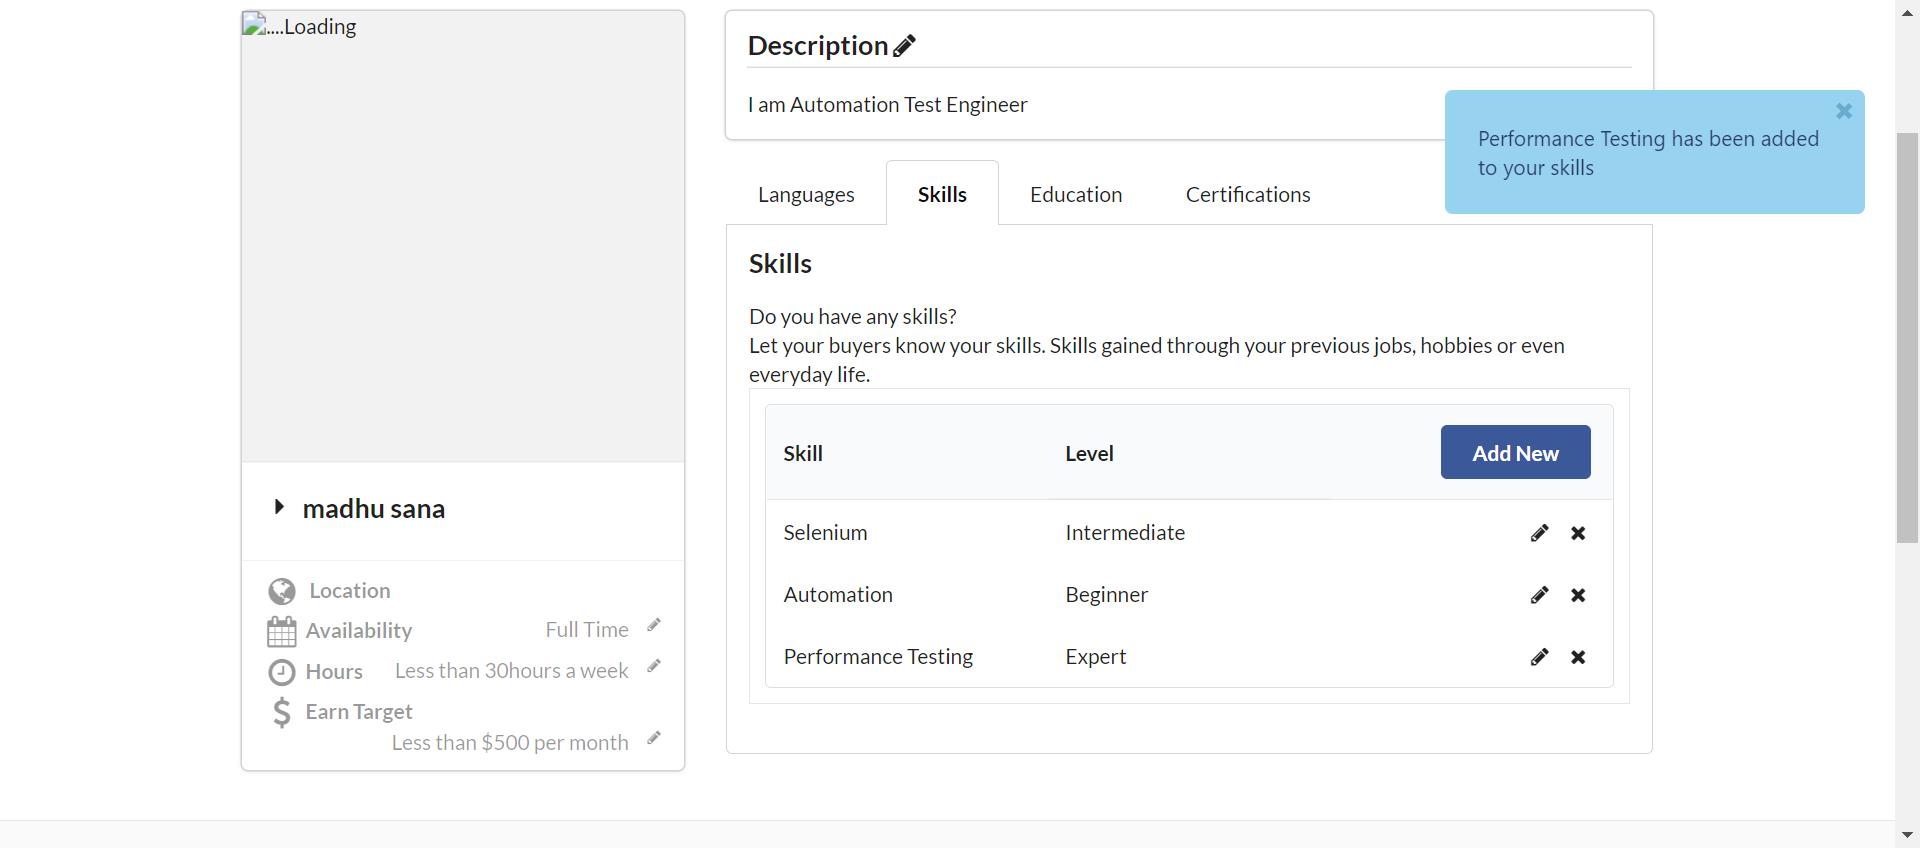 ....Loading
madhu sana
Location
Availability Full Time
Hours Less than 30hours a week
Earn Target
Less than $500 per month
Description
I am Automation Test Engineer
Performance Testing has been added
to your skills
Languages Skills Education Certifications
Skills
Do you have any skills?
Let your buyers know your skills. Skills gained through your previous jobs, hobbies or even
everyday life.
Skill Level Add New
Selenium Intermediate
Automation Beginner
Performance Testing Expert